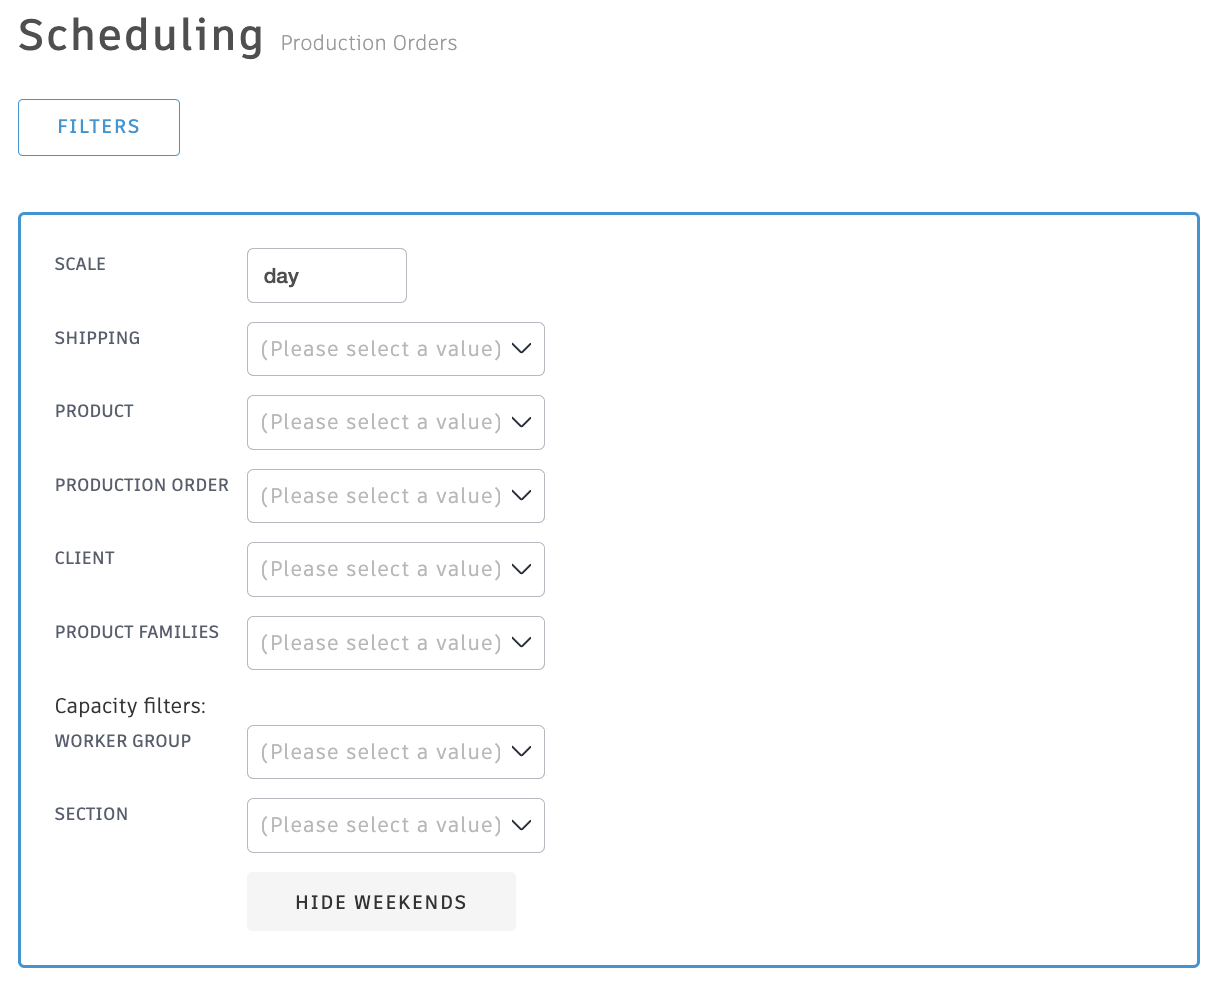 Scheduling Production Orders
FILTERS
SCALE day
SHIPPING (Please select a value)
PRODUCT (Please select a value)
PRODUCTION ORDER (Please select a value)
CLIENT (Please select a value)
PRODUCT FAMILIES (Please select a value)
Capacity filters:
WORKER GROUP (Please select a value)
SECTION (Please select a value)
HIDE WEEKENDS